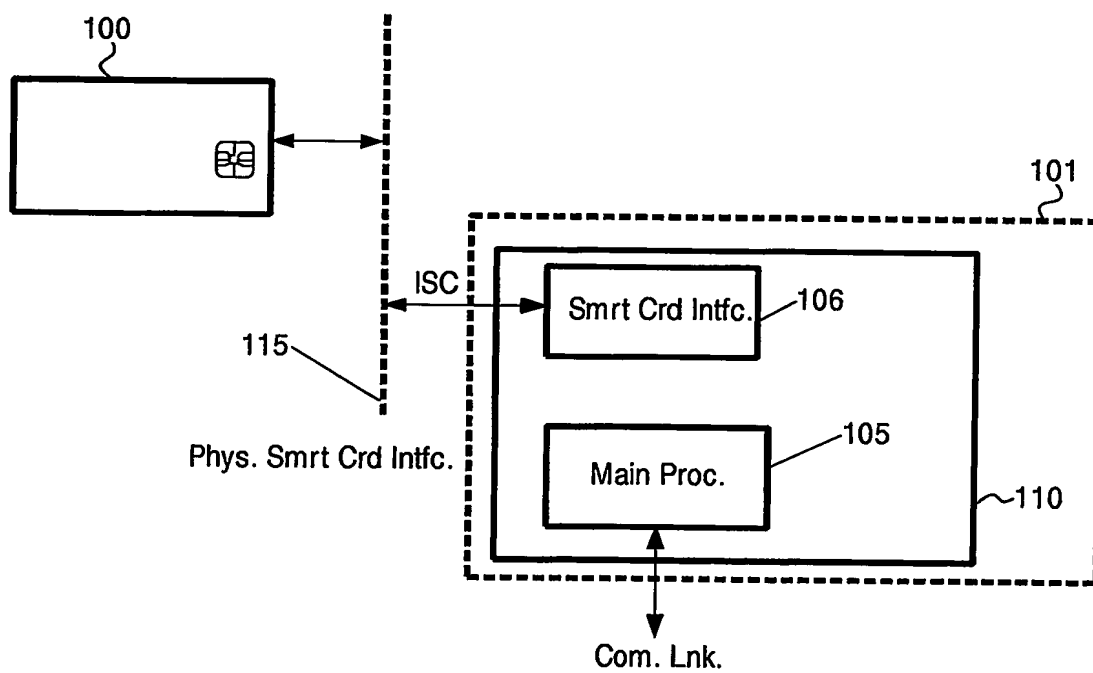 100
101
ISC
Smrt Crd Intfc.
106
115
Phys. Smrt Crd Intfc.
105
Main Proc.
110
Com. Lnk.